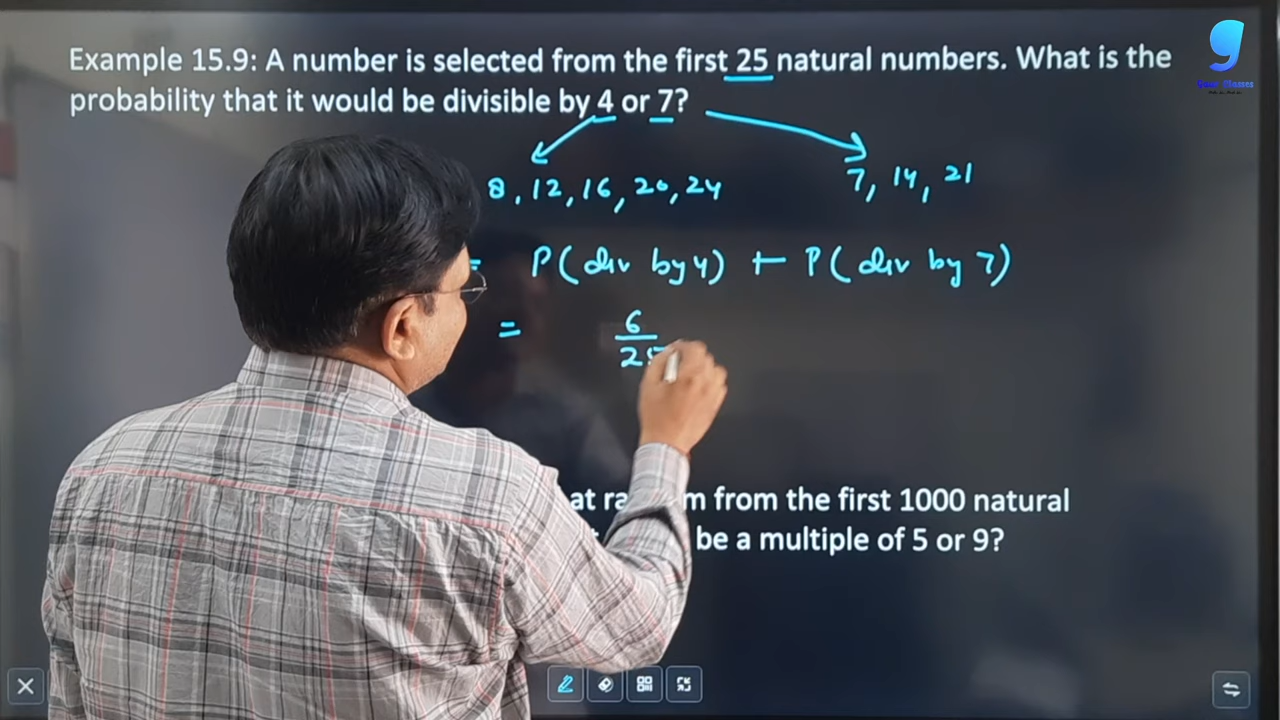 Example 15.9: A number is selected from the first 25 natural numbers. What is the
probability that it would be divisible by 4 or 7?
8, 12, 16, 20, 24 7, 14, 21
= P(div by 4) + P(div by 7)
= 6/25
from the first 1000 natural
be a multiple of 5 or 9?